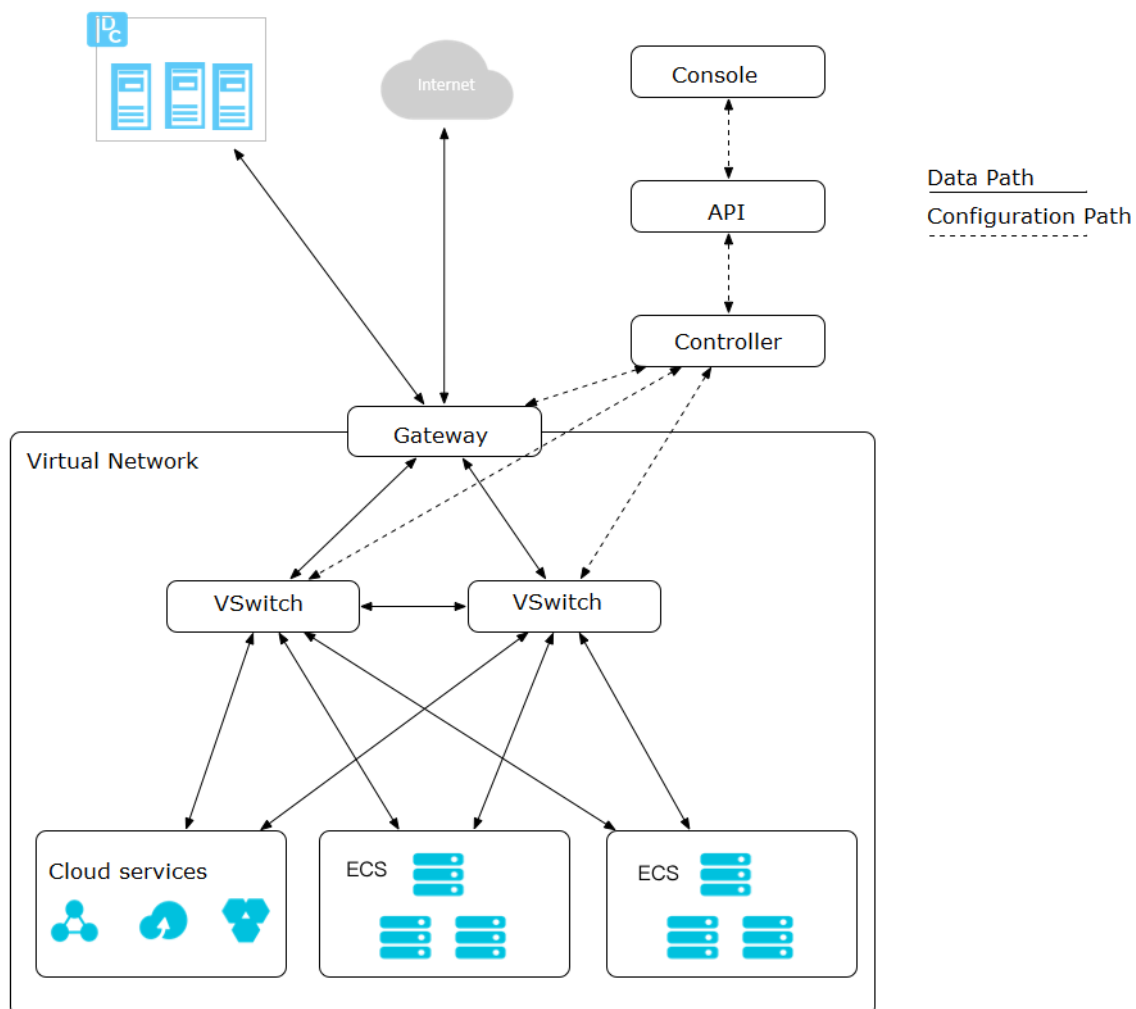 IDC
Internet
Console
API
Data Path
Configuration Path
Controller
Gateway
Virtual Network
VSwitch
VSwitch
Cloud services
ECS
ECS